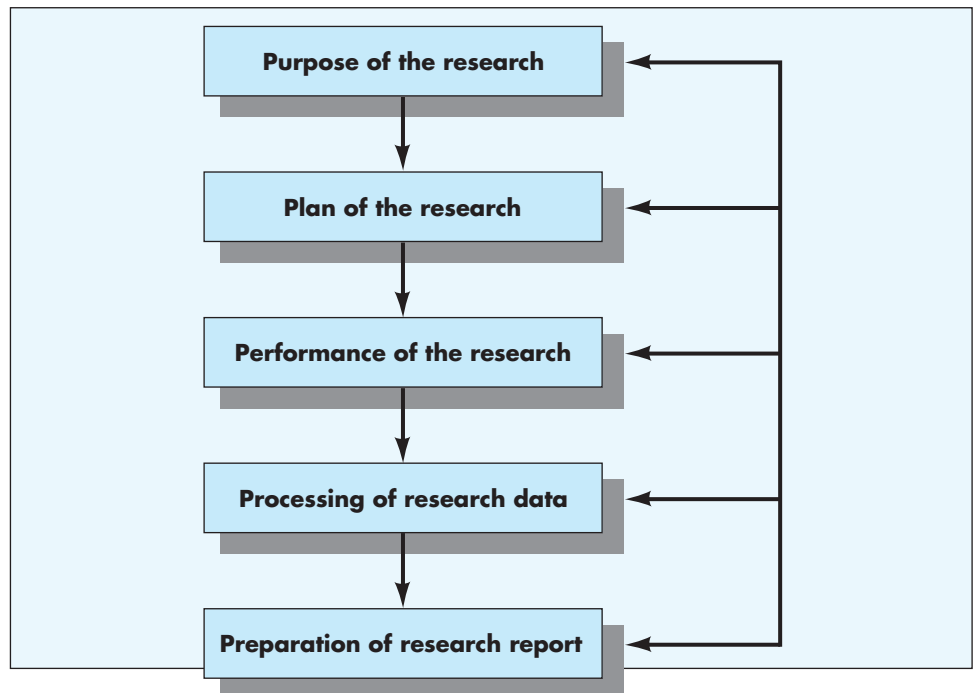 Purpose of the research
Plan of the research
Performance of the research
Processing of research data
Preparation of research report